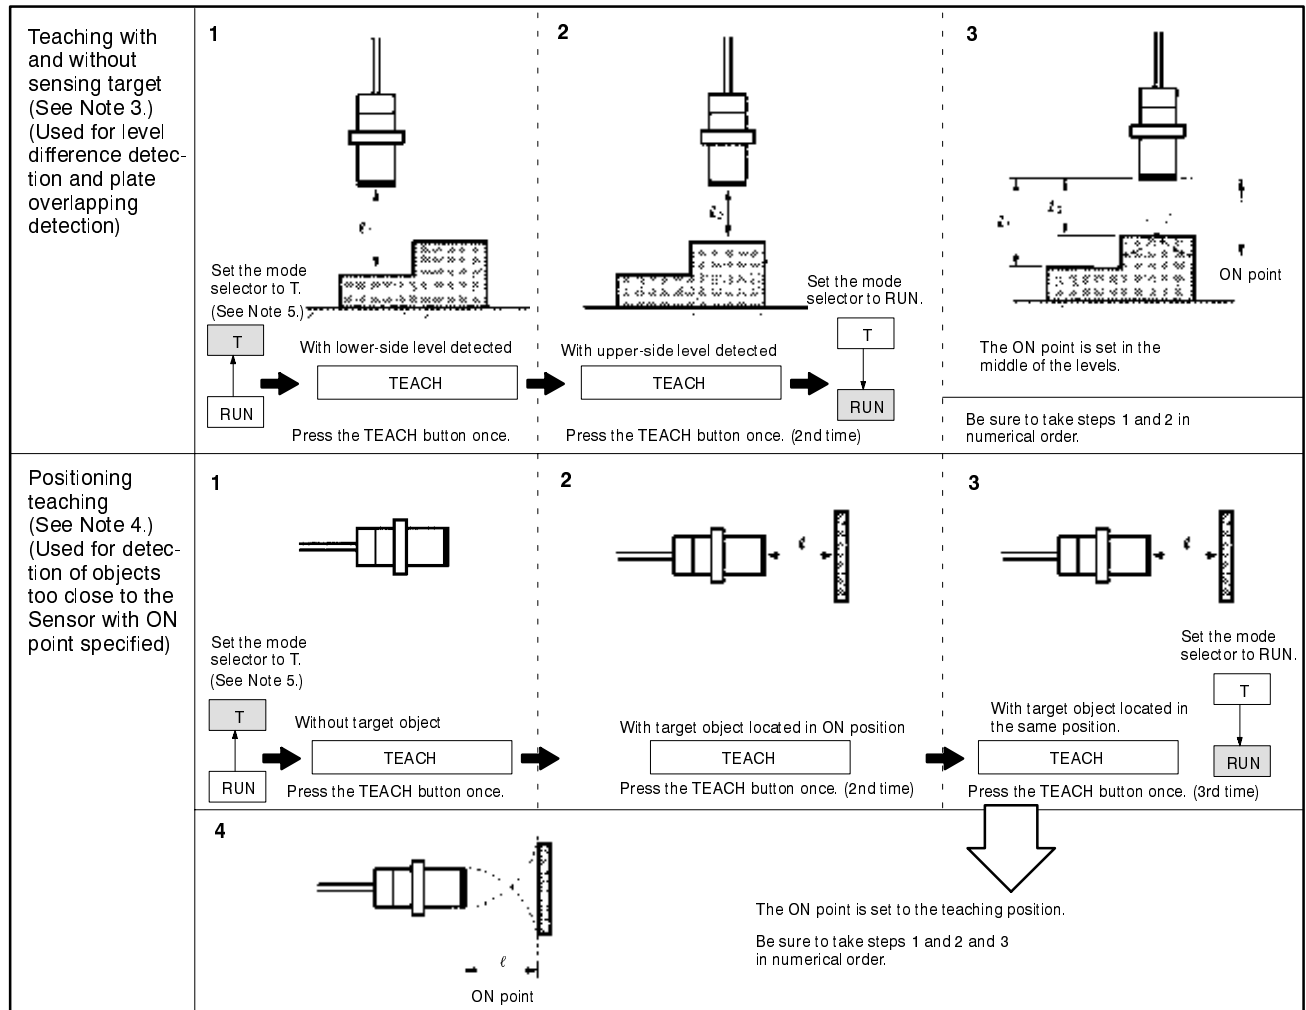 Teaching with
and without
sensing target
(See Note 3.)
(Used for level
difference detec-
tion and plate
overlapping
detection)
1
Set the mode
selector to T.
(See Note 5.)
T
RUN
With lower-side level detected
TEACH
Press the TEACH button once.
2
With upper-side level detected
TEACH
Press the TEACH button once. (2nd time)
Set the mode
selector to RUN.
T
RUN
3
ON point
The ON point is set in the
middle of the levels.
Be sure to take steps 1 and 2 in
numerical order.
Positioning
teaching
(See Note 4.)
(Used for detec-
tion of objects
too close to the
Sensor with ON
point specified)
1
Set the mode
selector to T.
(See Note 5.)
T
RUN
Without target object
TEACH
Press the TEACH button once.
2
With target object located in ON position
TEACH
Press the TEACH button once. (2nd time)
3
Set the mode
selector to RUN.
With target object located in
the same position.
TEACH
T
RUN
Press the TEACH button once. (3rd time)
4
ℓ
ON point
The ON point is set to the teaching position.
Be sure to take steps 1 and 2 and 3
in numerical order.